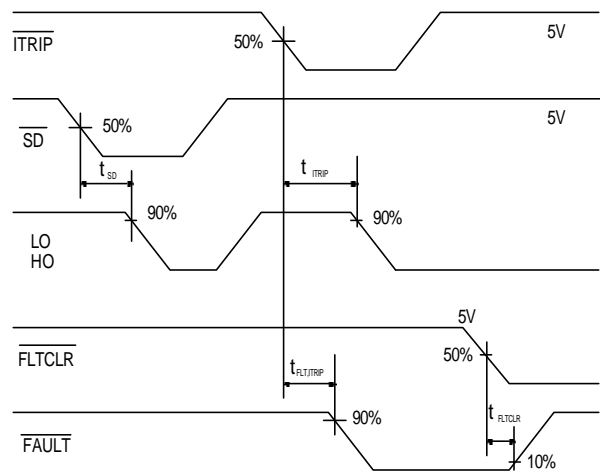 ITRIP
50%
5V
SD
50%
5V
t SD
t ITRIP
90%
90%
LO
HO
5V
FLTCLR
50%
t FLT,ITRIP
90%
t FLTCLR
FAULT
10%